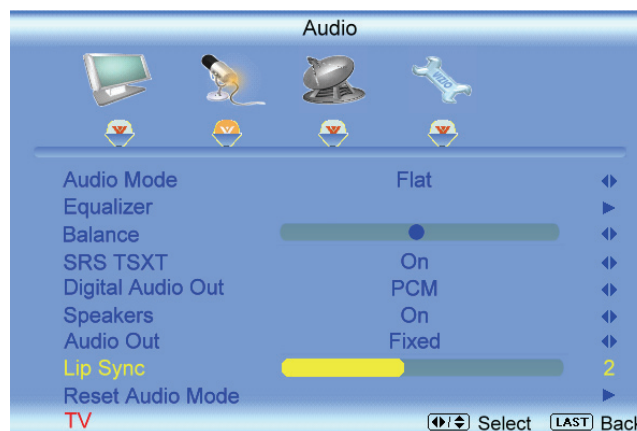 Audio
VIZIO
Audio Mode Flat
Equalizer
Balance
SRS TSXT On
Digital Audio Out PCM
Speakers On
Audio Out Fixed
Lip Sync 2
Reset Audio Mode
TV Select LAST Back